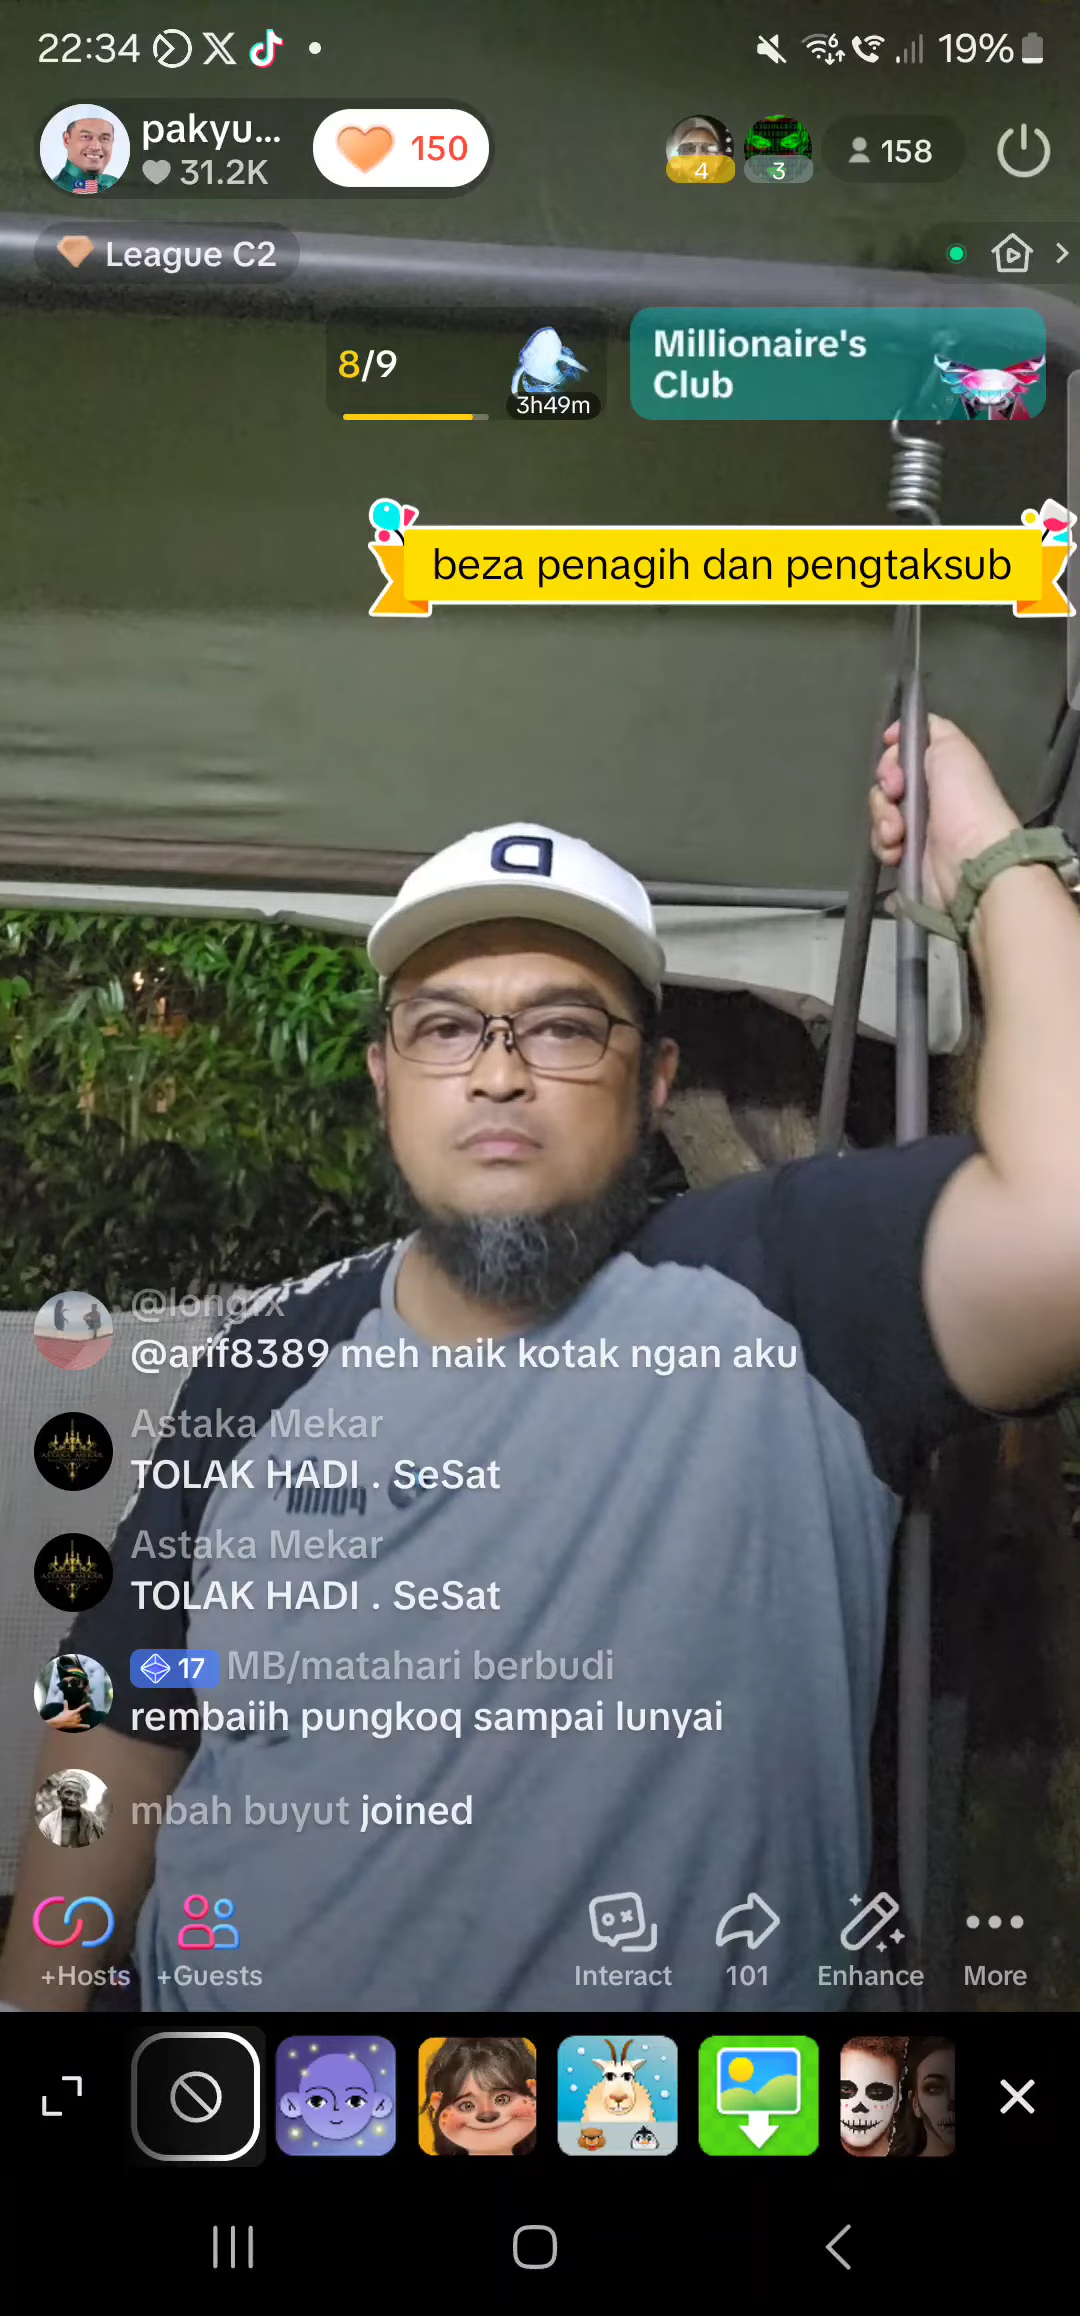 22:34
19%
pakyu...
31.2K
150
4
3
158
League C2
8/9
3h49m
Millionaire's
Club
beza penagih dan pengtaksub
@longfx
@arif8389 meh naik kotak ngan aku
Astaka Mekar
TOLAK HADI . SeSat
Astaka Mekar
TOLAK HADI . SeSat
17 MB/matahari berbudi
rembaiih pungkoq sampai lunyai
mbah buyut joined
+Hosts
+Guests
Interact
101
Enhance
More